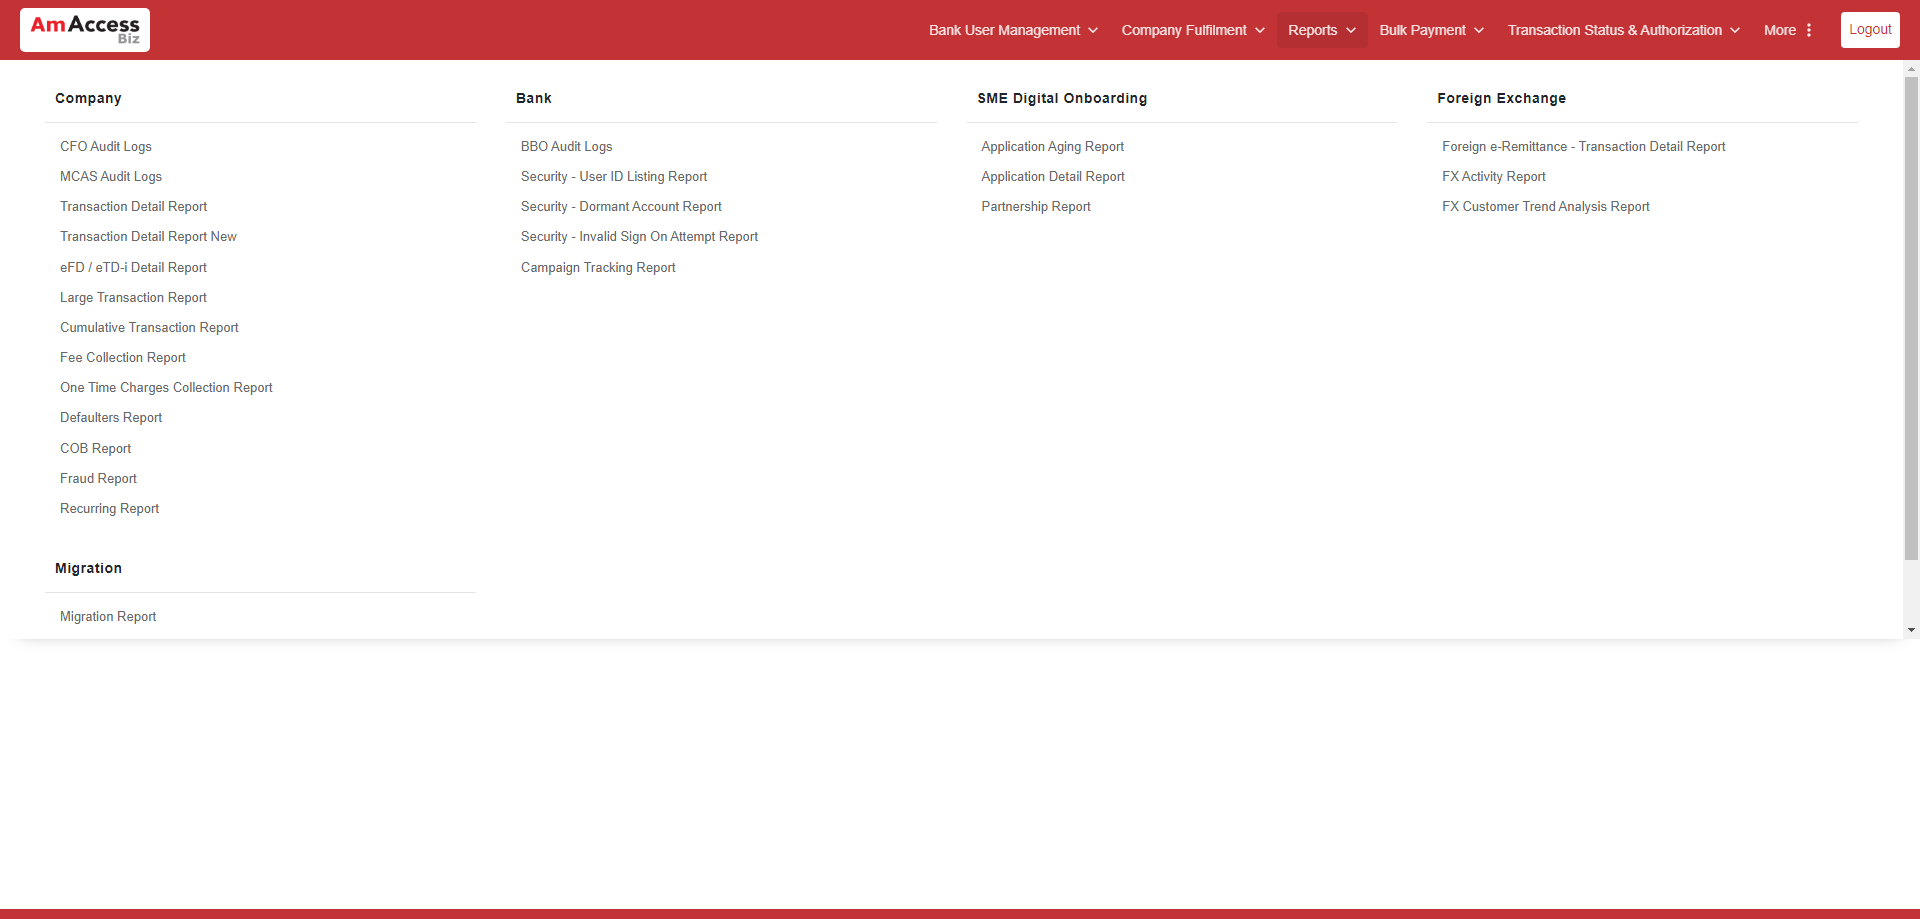 AmAccess
Biz
Bank User Management
Company Fulfilment
Reports
Bulk Payment
Transaction Status & Authorization
More
Logout
Company
CFO Audit Logs
MCAS Audit Logs
Transaction Detail Report
Transaction Detail Report New
eFD / eTD-i Detail Report
Large Transaction Report
Cumulative Transaction Report
Fee Collection Report
One Time Charges Collection Report
Defaulters Report
COB Report
Fraud Report
Recurring Report
Bank
BBO Audit Logs
Security - User ID Listing Report
Security - Dormant Account Report
Security - Invalid Sign On Attempt Report
Campaign Tracking Report
SME Digital Onboarding
Application Aging Report
Application Detail Report
Partnership Report
Foreign Exchange
Foreign e-Remittance - Transaction Detail Report
FX Activity Report
FX Customer Trend Analysis Report
Migration
Migration Report